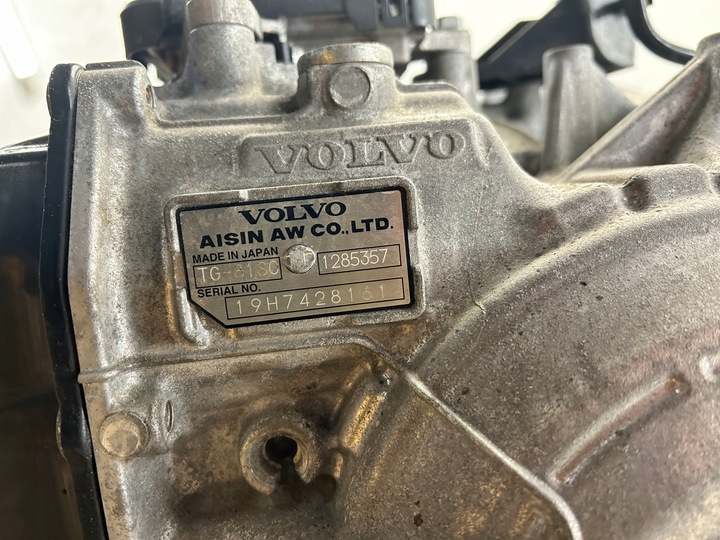 VOLVO
VOLVO
AISIN AW CO.,LTD.
MADE IN JAPAN
TG-81SC 1285357
SERIAL NO.
19H7428161